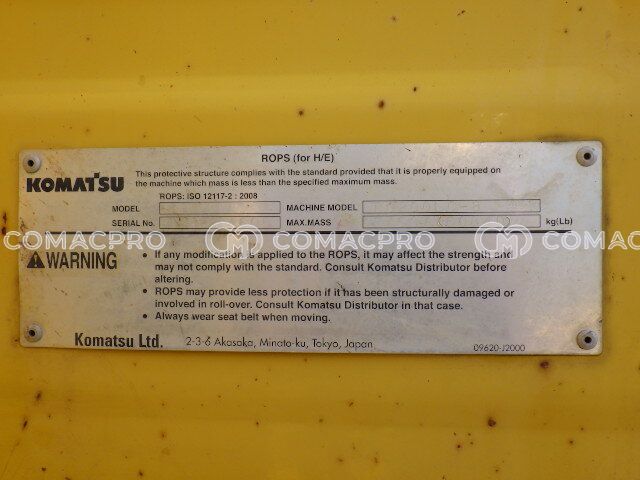 ROPS (for H/E)
KOMATSU
This protective structure complies with the standard provided that it is properly equipped on
the machine which mass is less than the specified maximum mass.
ROPS: ISO 12117-2 : 2008
MODEL
MACHINE MODEL
SERIAL No.
MAX.MASS
kg(Lb)
COMACPRO COMACPRO COMAC
WARNING
• If any modification is applied to the ROPS, it may affect the strength and
may not comply with the standard. Consult Komatsu Distributor before
altering.
• ROPS may provide less protection if it has been structurally damaged or
involved in roll-over. Consult Komatsu Distributor in that case.
• Always wear seat belt when moving.
Komatsu Ltd. 2-3-6 Akasaka, Minato-ku, Tokyo, Japan
09620-J2000